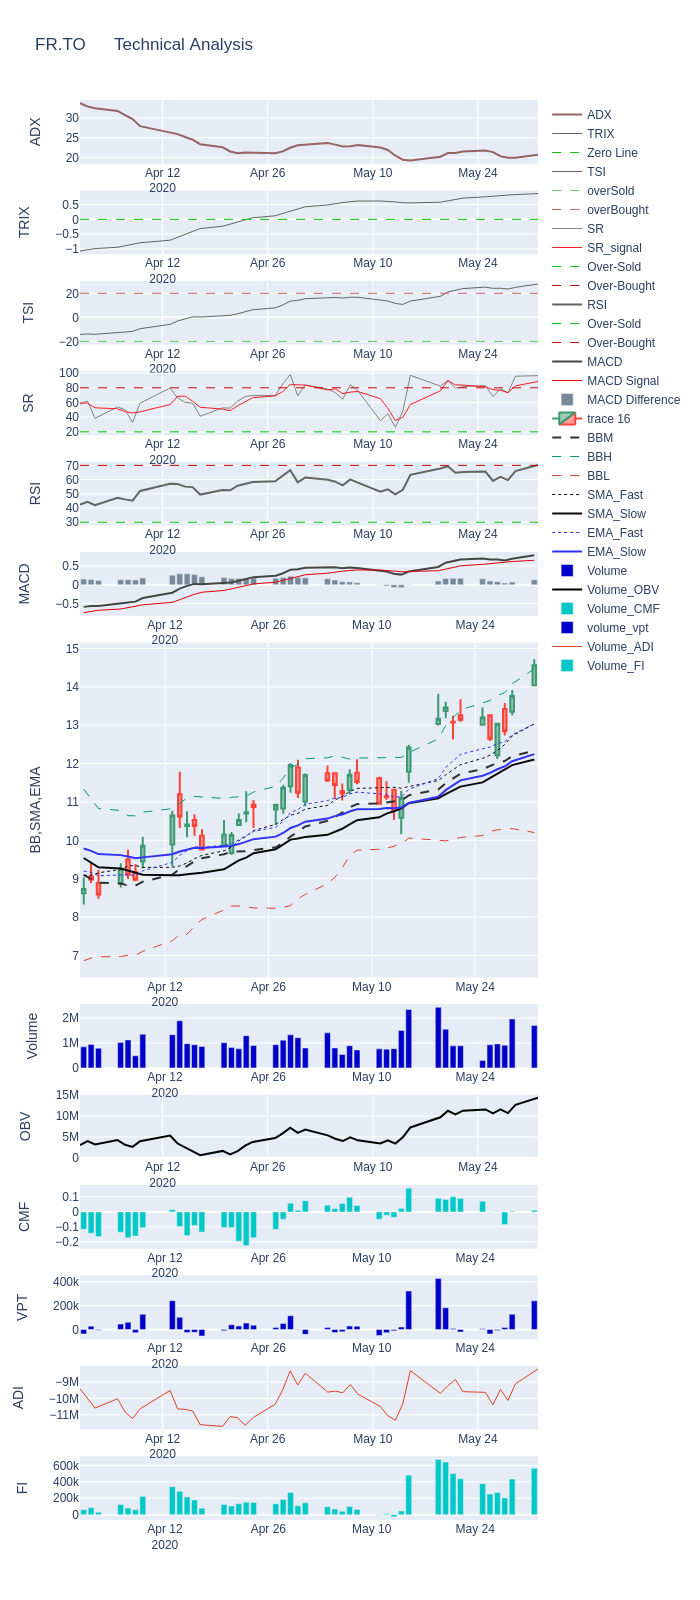 FR.TO Technical Analysis
ADX
30
25
20
Apr 12
2020
Apr 26
May 10
May 24
TRIX
0.5
0
−0.5
−1
Apr 12
2020
Apr 26
May 10
May 24
TSI
20
0
−20
Apr 12
2020
Apr 26
May 10
May 24
SR
100
80
60
40
20
Apr 12
2020
Apr 26
May 10
May 24
RSI
70
60
50
40
30
Apr 12
2020
Apr 26
May 10
May 24
MACD
0.5
0
−0.5
Apr 12
2020
Apr 26
May 10
May 24
BB,SMA,EMA
15
14
13
12
11
10
9
8
7
Apr 12
2020
Apr 26
May 10
May 24
Volume
2M
1M
0
Apr 12
2020
Apr 26
May 10
May 24
OBV
15M
10M
5M
0
Apr 12
2020
Apr 26
May 10
May 24
CMF
0.1
0
−0.1
−0.2
Apr 12
2020
Apr 26
May 10
May 24
VPT
400k
200k
0
Apr 12
2020
Apr 26
May 10
May 24
ADI
−9M
−10M
−11M
Apr 12
2020
Apr 26
May 10
May 24
FI
600k
400k
200k
0
Apr 12
2020
Apr 26
May 10
May 24
ADX
TRIX
Zero Line
TSI
overSold
overBought
SR
SR_signal
Over-Sold
Over-Bought
RSI
Over-Sold
Over-Bought
MACD
MACD Signal
MACD Difference
trace 16
BBM
BBH
BBL
SMA_Fast
SMA_Slow
EMA_Fast
EMA_Slow
Volume
Volume_OBV
Volume_CMF
volume_vpt
Volume_ADI
Volume_FI